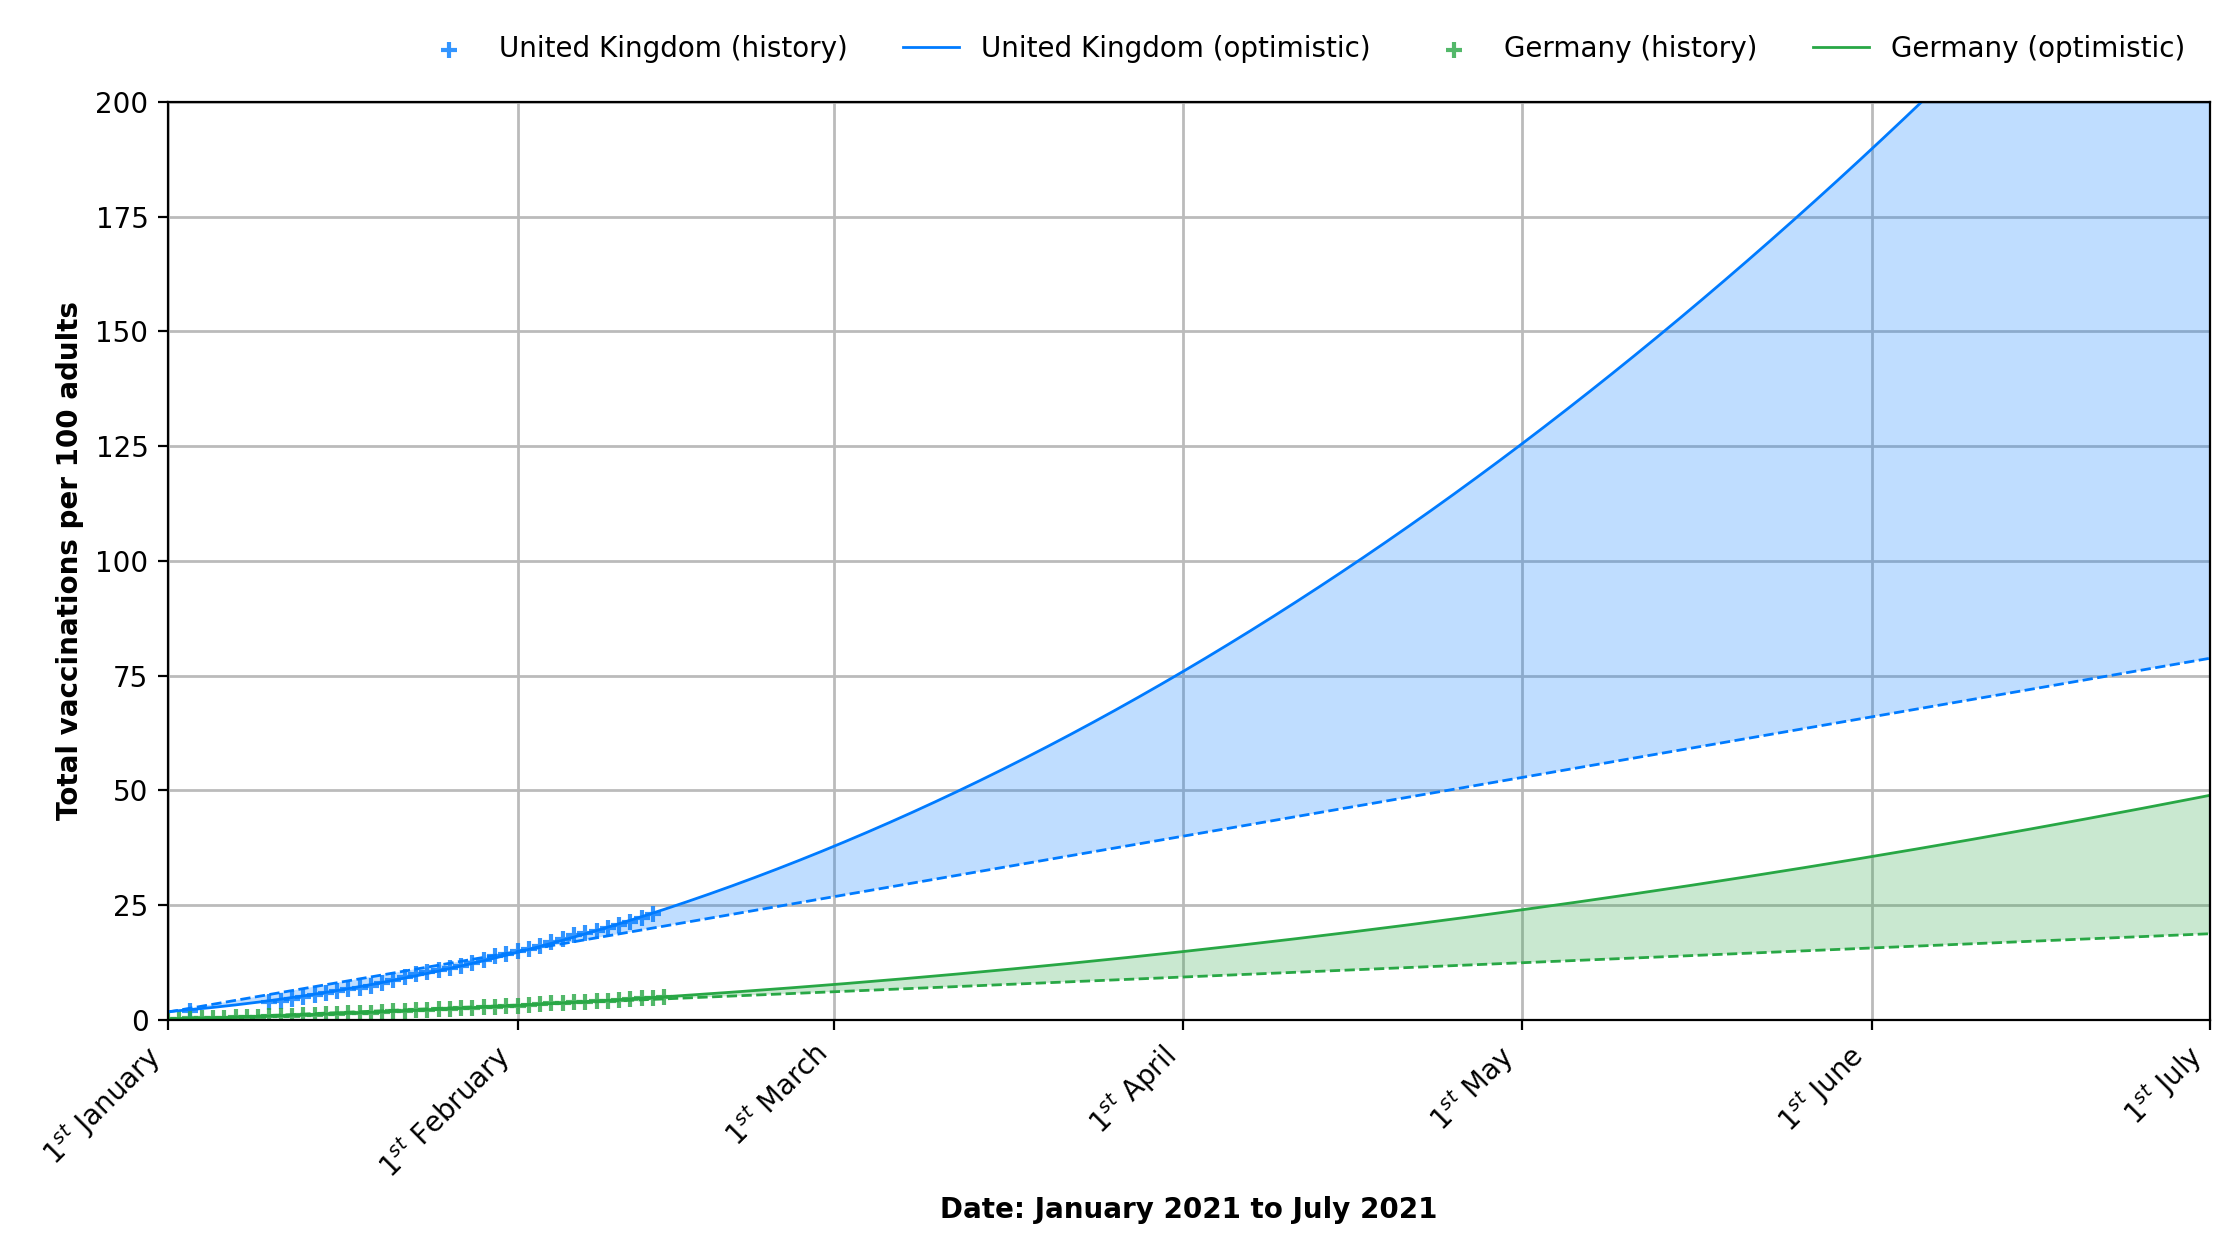 United Kingdom (history) United Kingdom (optimistic) Germany (history) Germany (optimistic)
200
175
150
125
100
75
50
25
0
Total vaccinations per 100 adults
1st January
1st February
1st March
1st April
1st May
1st June
1st July
Date: January 2021 to July 2021